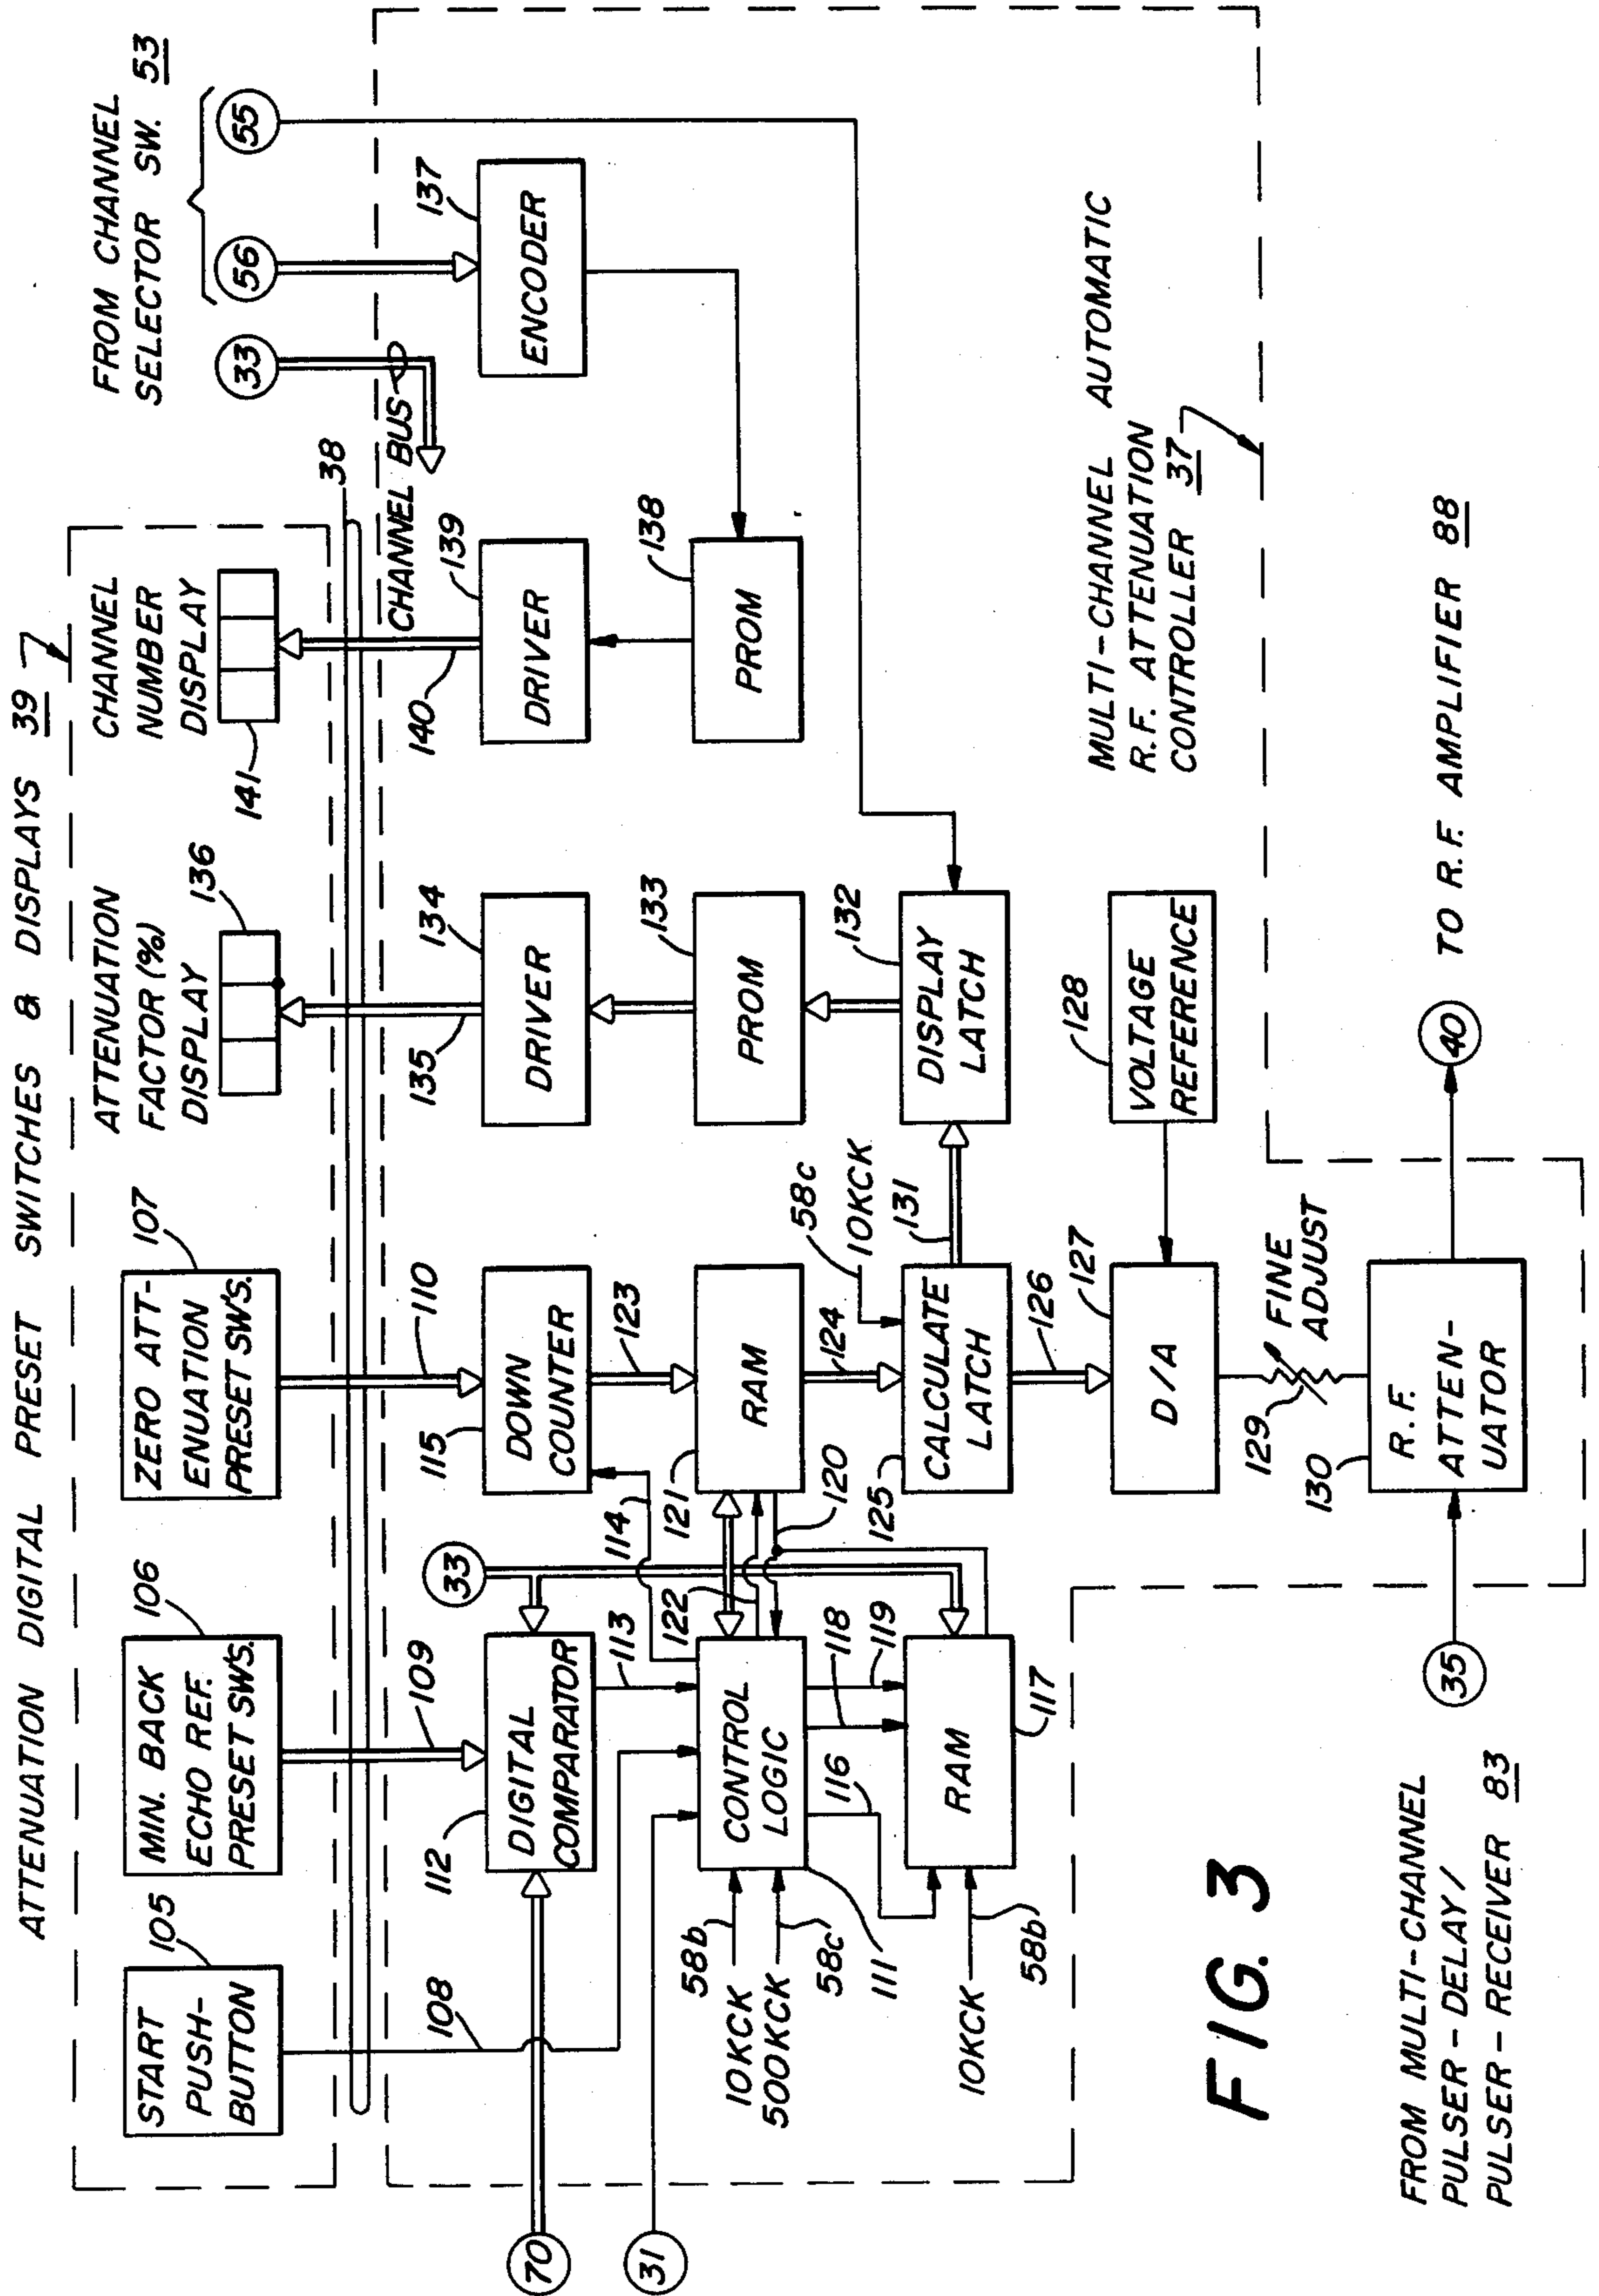 ATTENUATION DIGITAL PRESET SWITCHES & DISPLAYS 39
START
PUSH-
BUTTON
105
MIN. BACK
ECHO REF.
PRESET SW'S.
106
ZERO ATT-
ENUATION
PRESET SW'S.
107
ATTENUATION
FACTOR (%)
DISPLAY
136
CHANNEL
NUMBER
DISPLAY
141
FROM CHANNEL
SELECTOR SW. 53
33
56
55
38
108
109
110
135
140
CHANNEL BUS
70
31
112
DIGITAL
COMPARATOR
33
113
114
115
DOWN
COUNTER
123
DRIVER
134
DRIVER
139
ENCODER
137
10KCK
58b
500KCK
58c
CONTROL
LOGIC
111
116
118
119
122
120
121
RAM
124
PROM
133
PROM
138
10KCK
58b
RAM
117
58c
10KCK
125
CALCULATE
LATCH
131
DISPLAY
LATCH
132
126
D/A
127
128
VOLTAGE
REFERENCE
129
FINE
ADJUST
130
R.F.
ATTEN-
UATOR
MULTI-CHANNEL AUTOMATIC
R.F. ATTENUATION
CONTROLLER 37
FIG. 3
FROM MULTI-CHANNEL
PULSER-DELAY/
PULSER-RECEIVER 83
35
40
TO R.F. AMPLIFIER 88